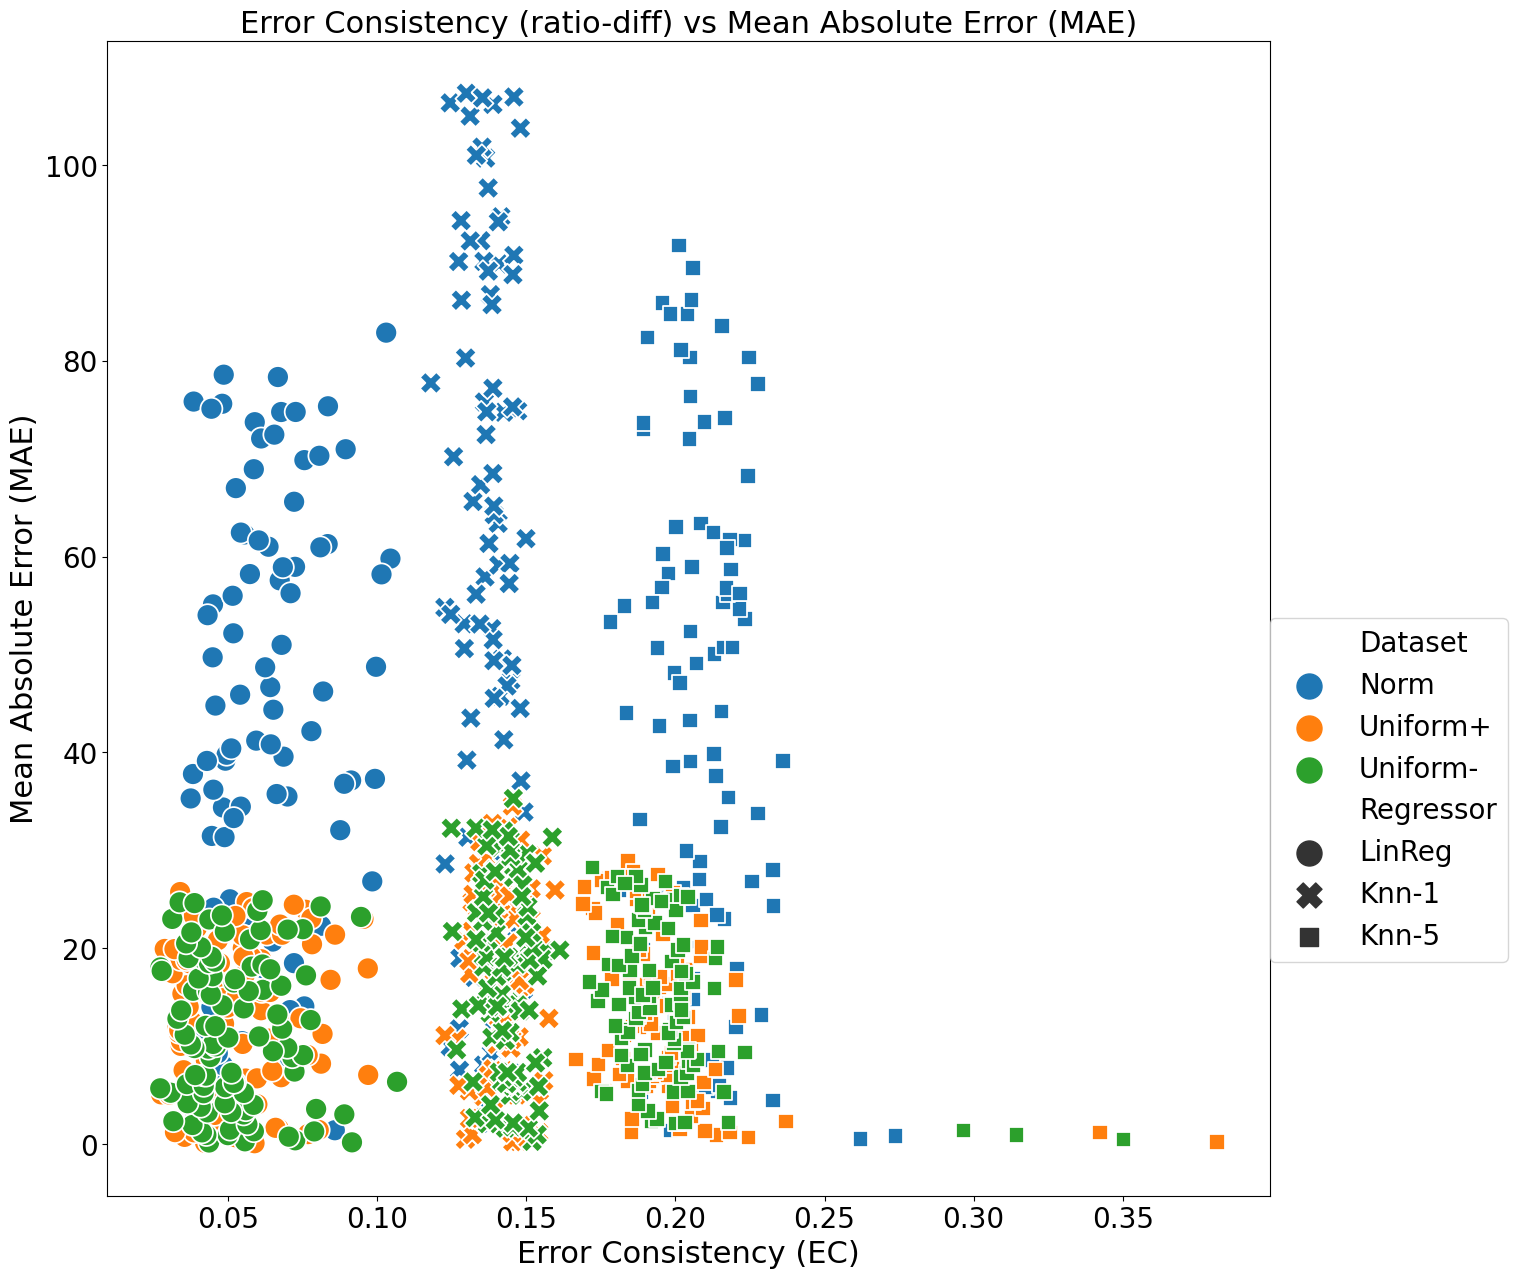 Error Consistency (ratio-diff) vs Mean Absolute Error (MAE)
Mean Absolute Error (MAE)
100
80
60
40
20
0
0.05
0.10
0.15
0.20
0.25
0.30
0.35
Error Consistency (EC)
Dataset
Norm
Uniform+
Uniform-
Regressor
LinReg
Knn-1
Knn-5